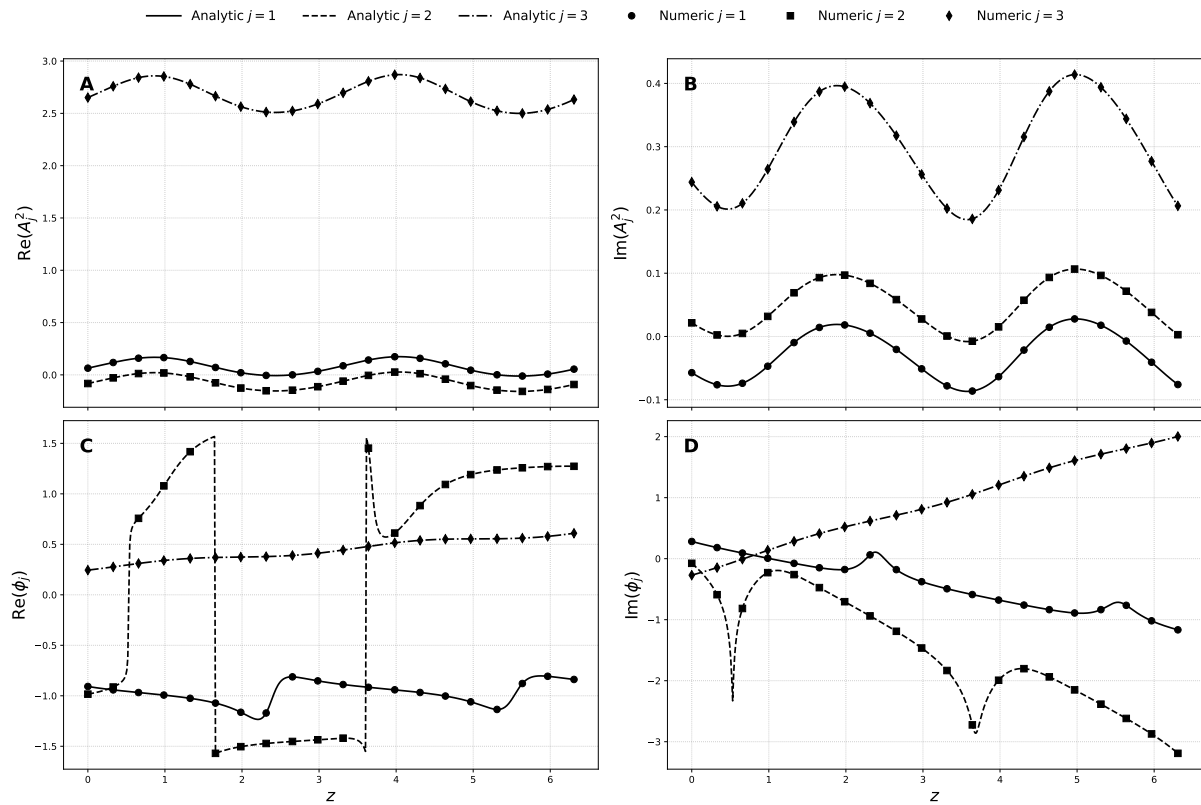 Analytic j = 1 Analytic j = 2 Analytic j = 3 Numeric j = 1 Numeric j = 2 Numeric j = 3
A
Re(A_j^2)
3.0
2.5
2.0
1.5
1.0
0.5
0.0
B
Im(A_j^2)
0.4
0.3
0.2
0.1
0.0
−0.1
C
Re(ϕ_j)
1.5
1.0
0.5
0.0
−0.5
−1.0
−1.5
0 1 2 3 4 5 6
z
D
Im(ϕ_j)
2
1
0
−1
−2
−3
0 1 2 3 4 5 6
z